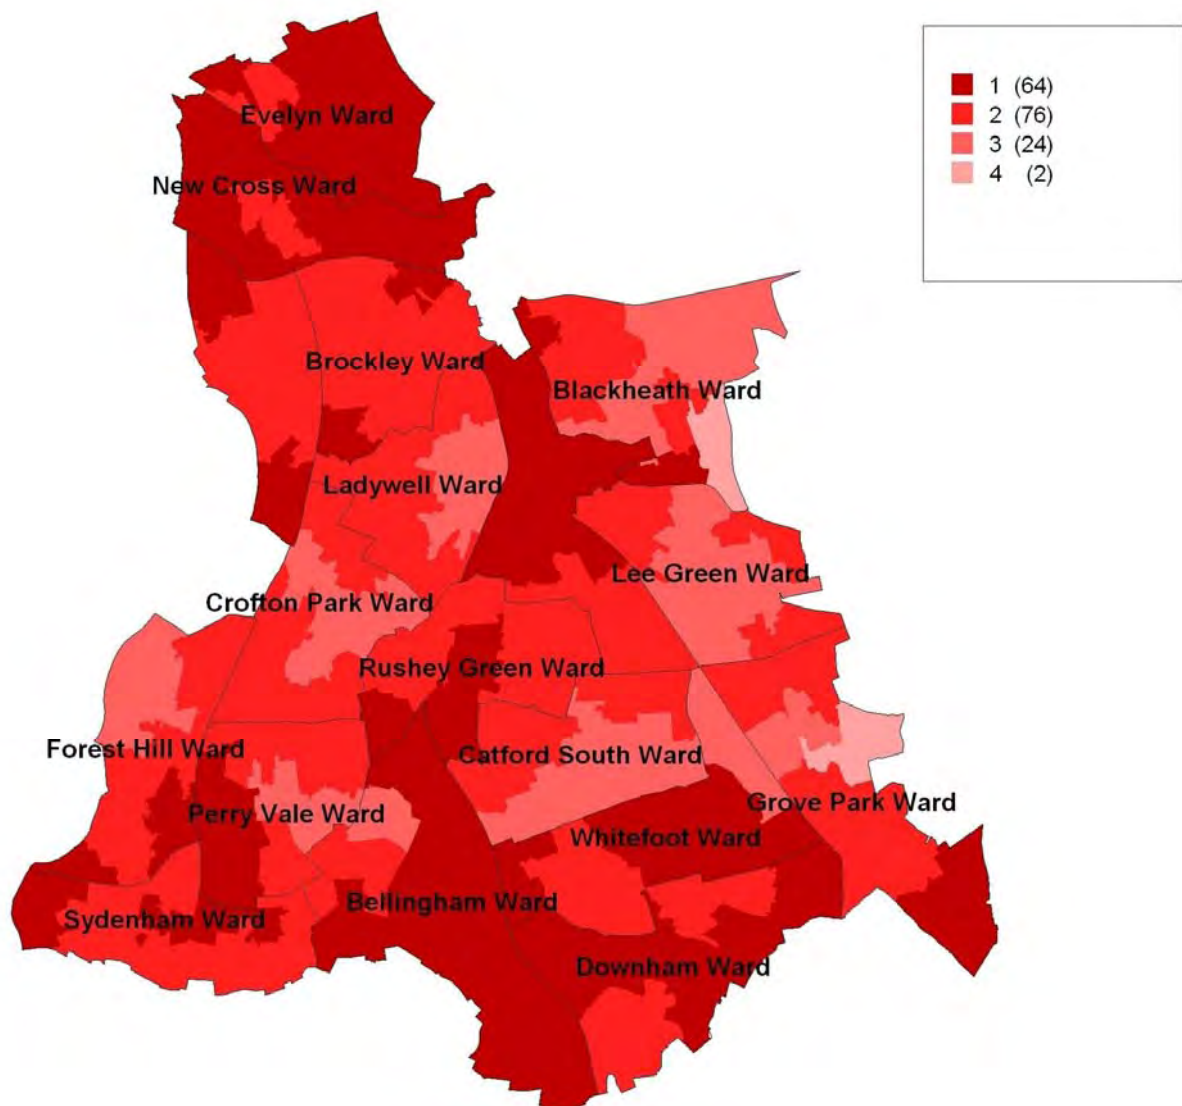 1 (64)
2 (76)
3 (24)
4 (2)
Evelyn Ward
New Cross Ward
Brockley Ward
Blackheath Ward
Ladywell Ward
Lee Green Ward
Crofton Park Ward
Rushey Green Ward
Forest Hill Ward
Catford South Ward
Grove Park Ward
Perry Vale Ward
Whitefoot Ward
Bellingham Ward
Sydenham Ward
Downham Ward